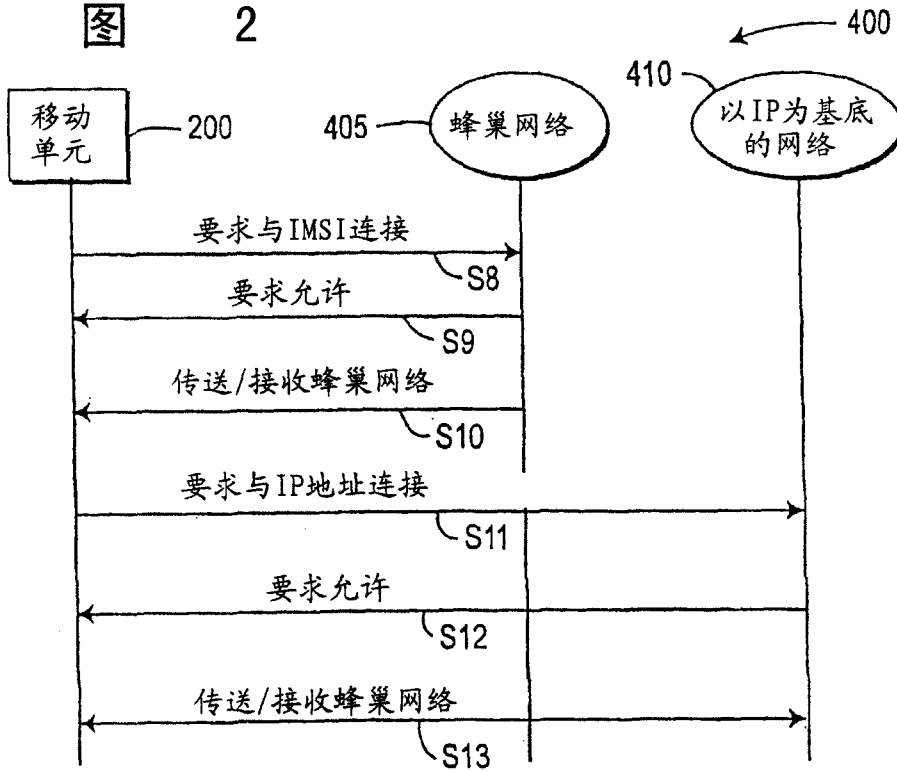 图 2
400
410
移动
单元
200
405
蜂巢网络
以IP为基底
的网络
要求与IMSI连接
S8
要求允许
S9
传送/接收蜂巢网络
S10
要求与IP地址连接
S11
要求允许
S12
传送/接收蜂巢网络
S13